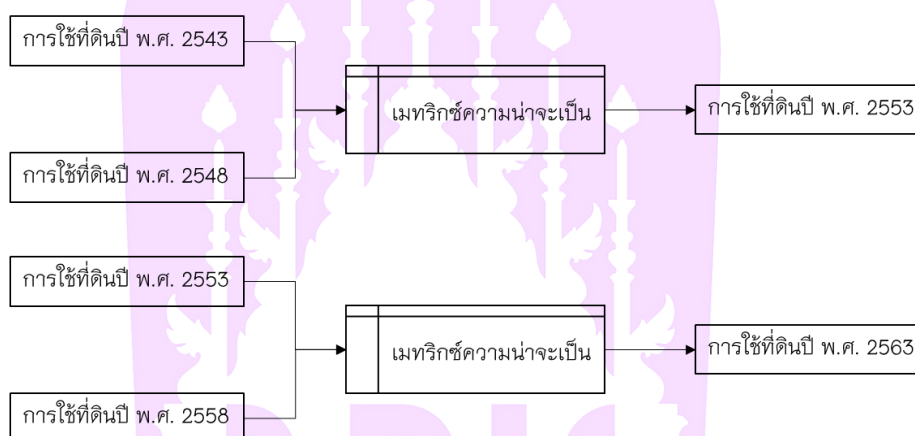 การใช้ที่ดินปี พ.ศ. 2543
เมทริกซ์ความน่าจะเป็น
การใช้ที่ดินปี พ.ศ. 2553
การใช้ที่ดินปี พ.ศ. 2548
การใช้ที่ดินปี พ.ศ. 2553
เมทริกซ์ความน่าจะเป็น
การใช้ที่ดินปี พ.ศ. 2563
การใช้ที่ดินปี พ.ศ. 2558